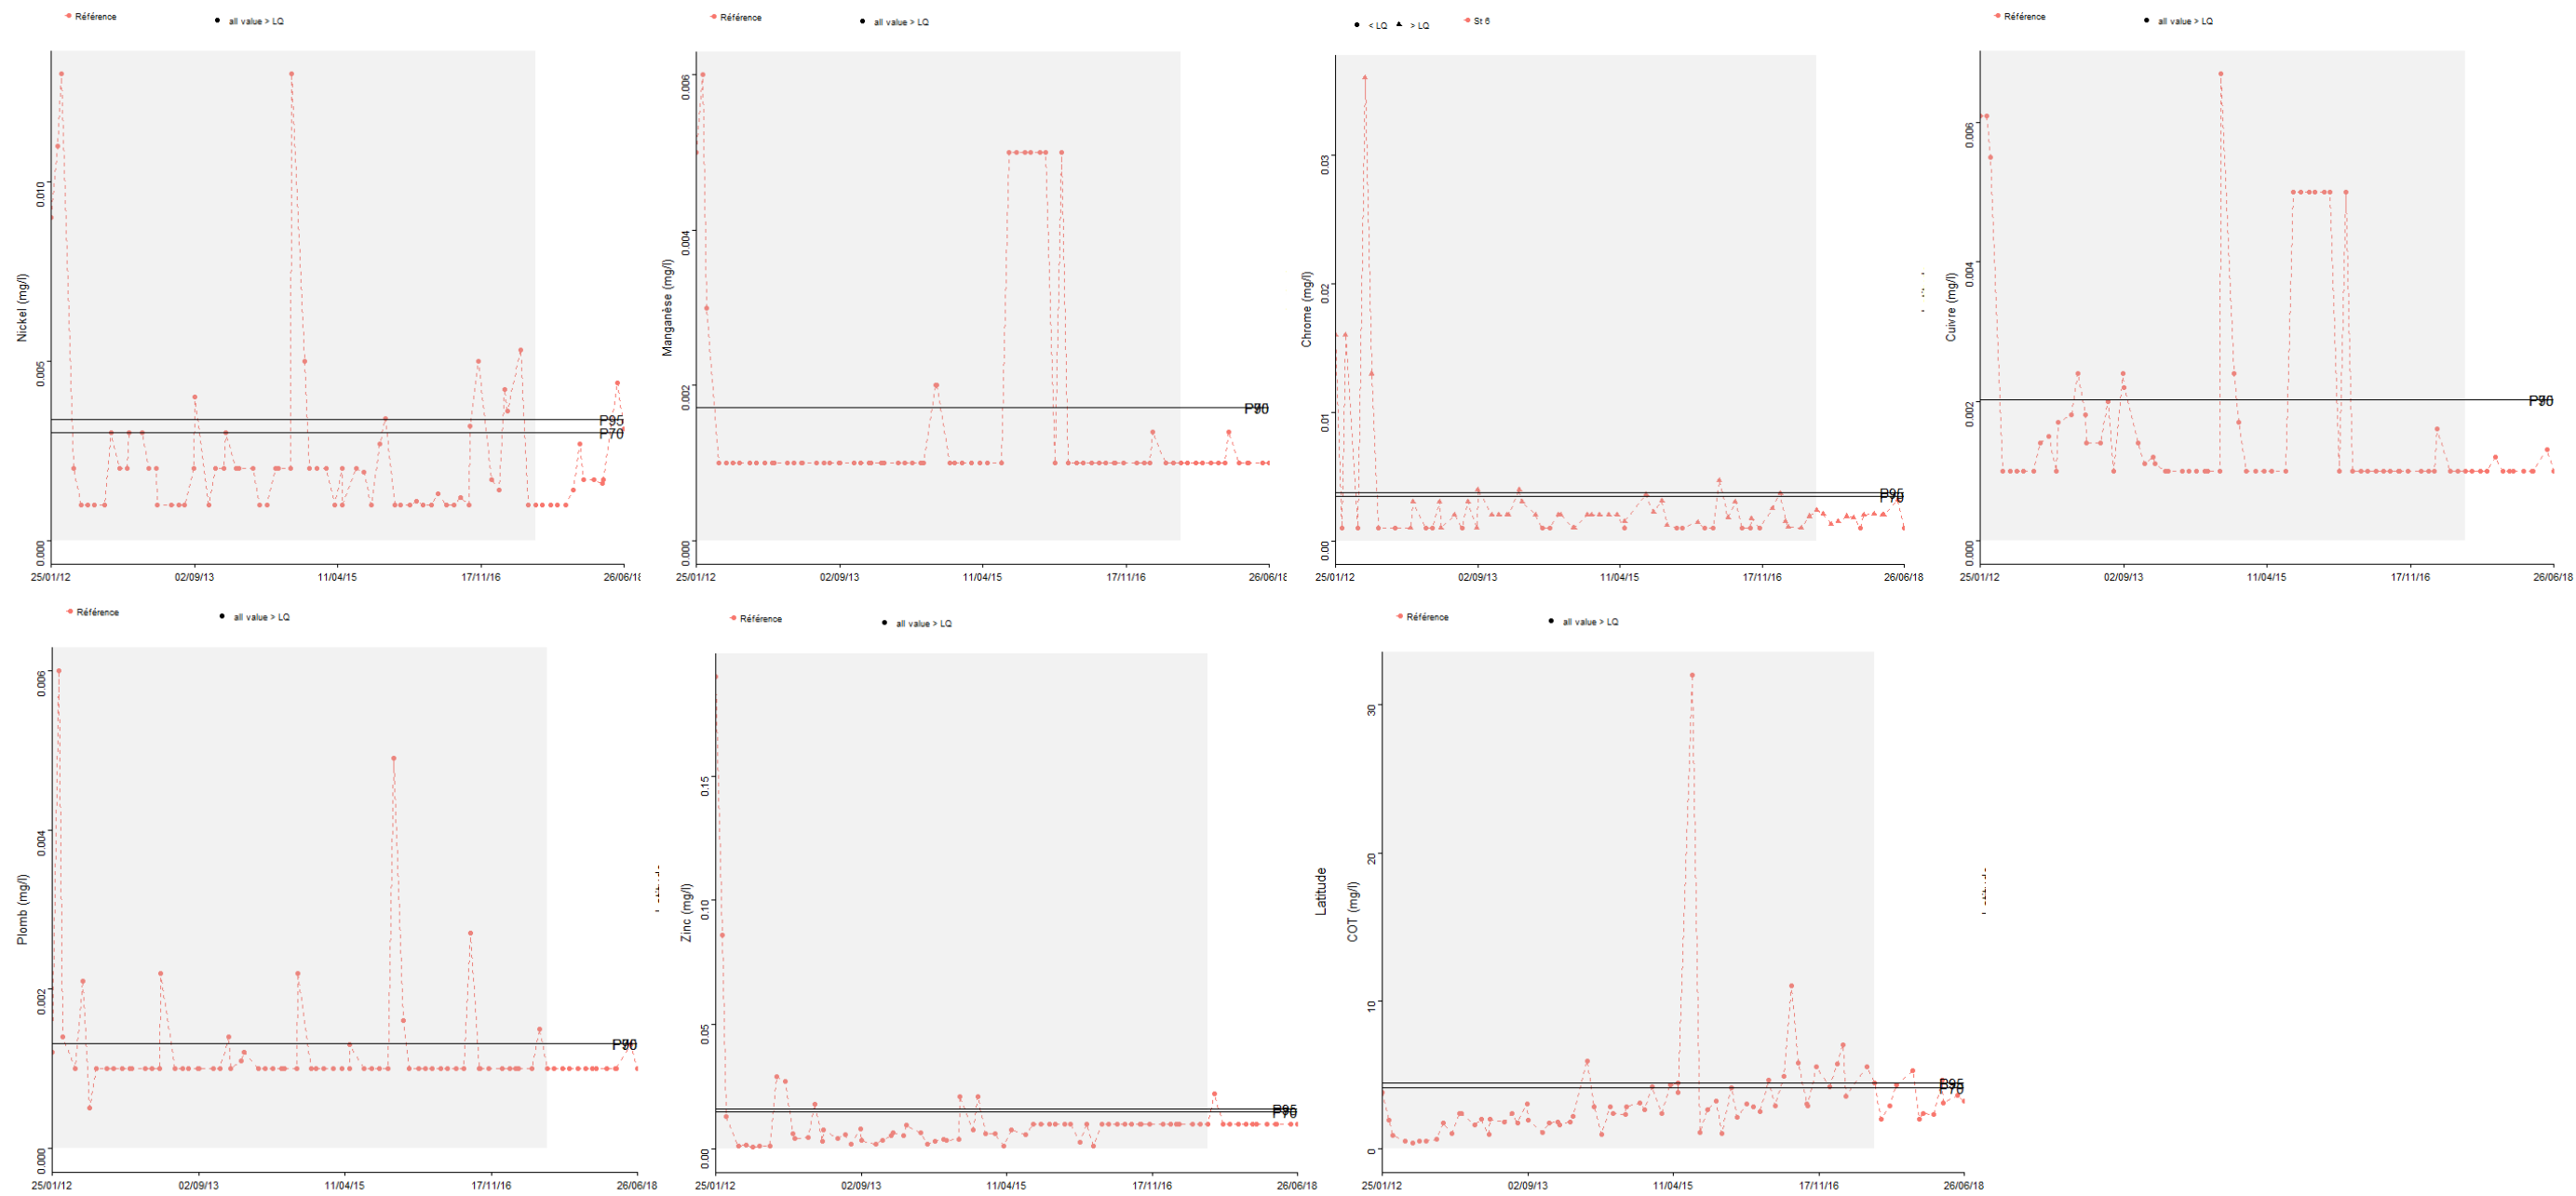 Référence all value > LQ
Nickel (mg/l)
0.010
0.005
0.000
P95
P70
25/01/12 02/09/13 11/04/15 17/11/16 26/06/18
Référence all value > LQ
Manganèse (mg/l)
0.006
0.004
0.002
0.000
25/01/12 02/09/13 11/04/15 17/11/16 26/06/18
< LQ > LQ St 6
Chrome (mg/l)
0.03
0.02
0.01
0.00
P95
P70
25/01/12 02/09/13 11/04/15 17/11/16 26/06/18
Référence all value > LQ
Cuivre (mg/l)
0.006
0.004
0.002
0.000
25/01/12 02/09/13 11/04/15 17/11/16 26/06/18
Référence all value > LQ
Plomb (mg/l)
0.006
0.004
0.002
0.000
25/01/12 02/09/13 11/04/15 17/11/16 26/06/18
Référence all value > LQ
Zinc (mg/l)
0.15
0.10
0.05
0.00
P95
P70
25/01/12 02/09/13 11/04/15 17/11/16 26/06/18
Latitude
Référence all value > LQ
COT (mg/l)
30
20
10
0
P95
P70
25/01/12 02/09/13 11/04/15 17/11/16 26/06/18